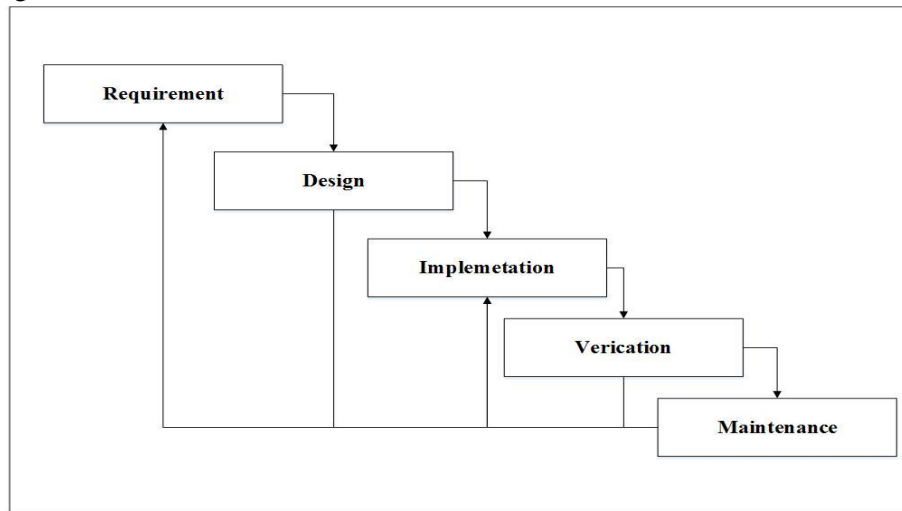 Requirement
Design
Implemetation
Verication
Maintenance